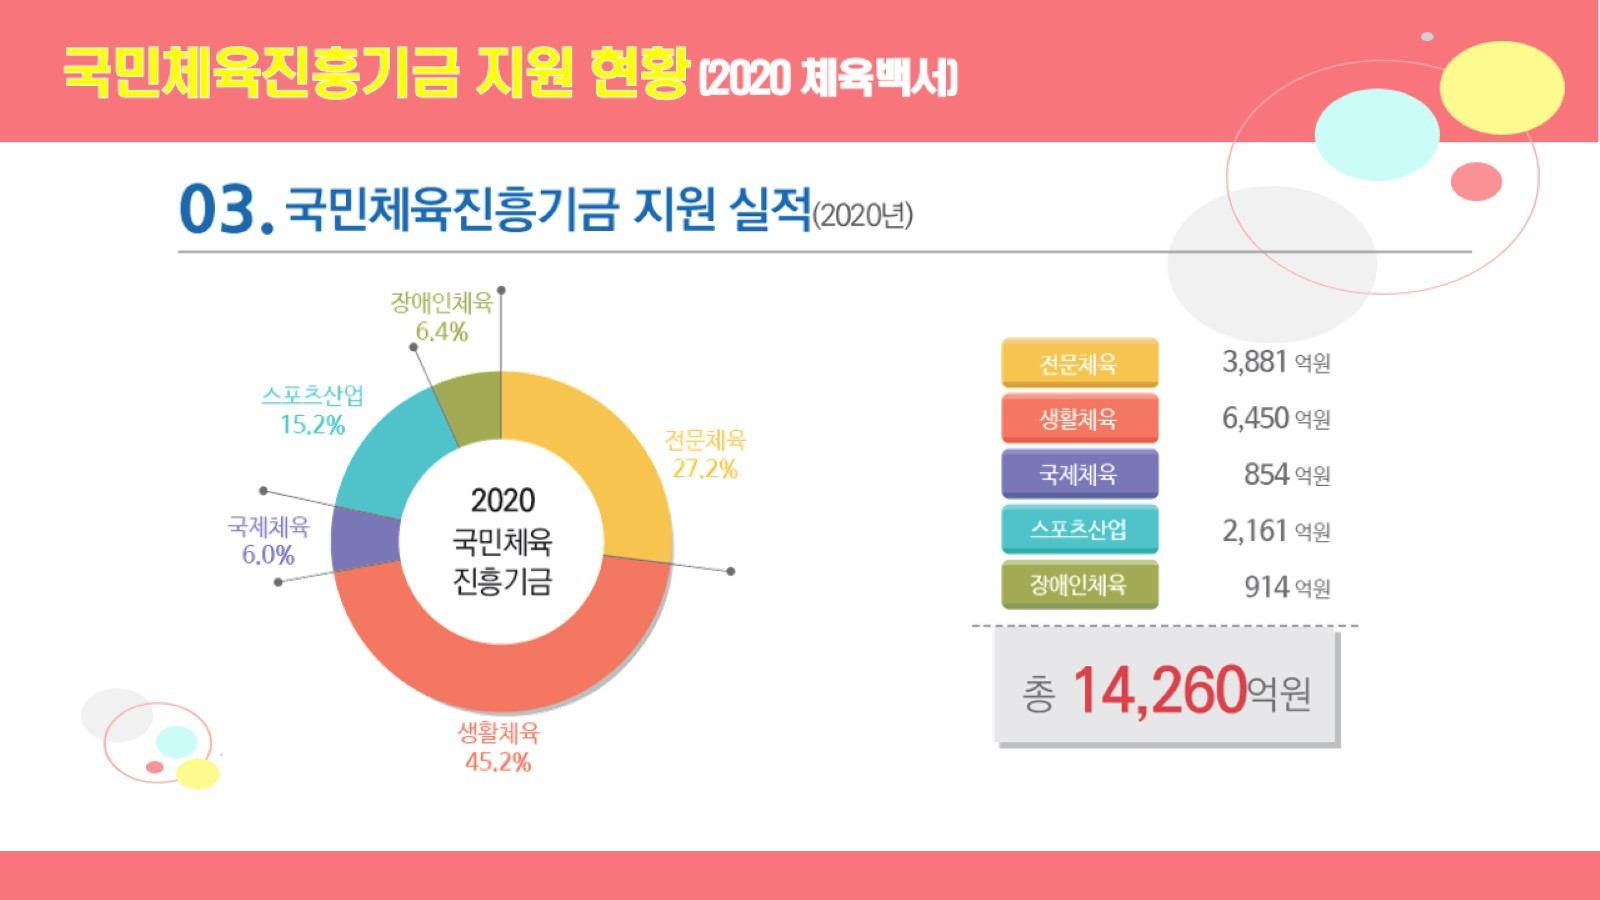 국민체육진흥기금 지원 현황(2020 체육백서)
03. 국민체육진흥기금 지원 실적(2020년)
장애인체육
6.4%
스포츠산업
15.2%
전문체육
27.2%
국제체육
6.0%
생활체육
45.2%
2020
국민체육
진흥기금
전문체육 3,881 억원
생활체육 6,450 억원
국제체육 854 억원
스포츠산업 2,161 억원
장애인체육 914 억원
총 14,260억원